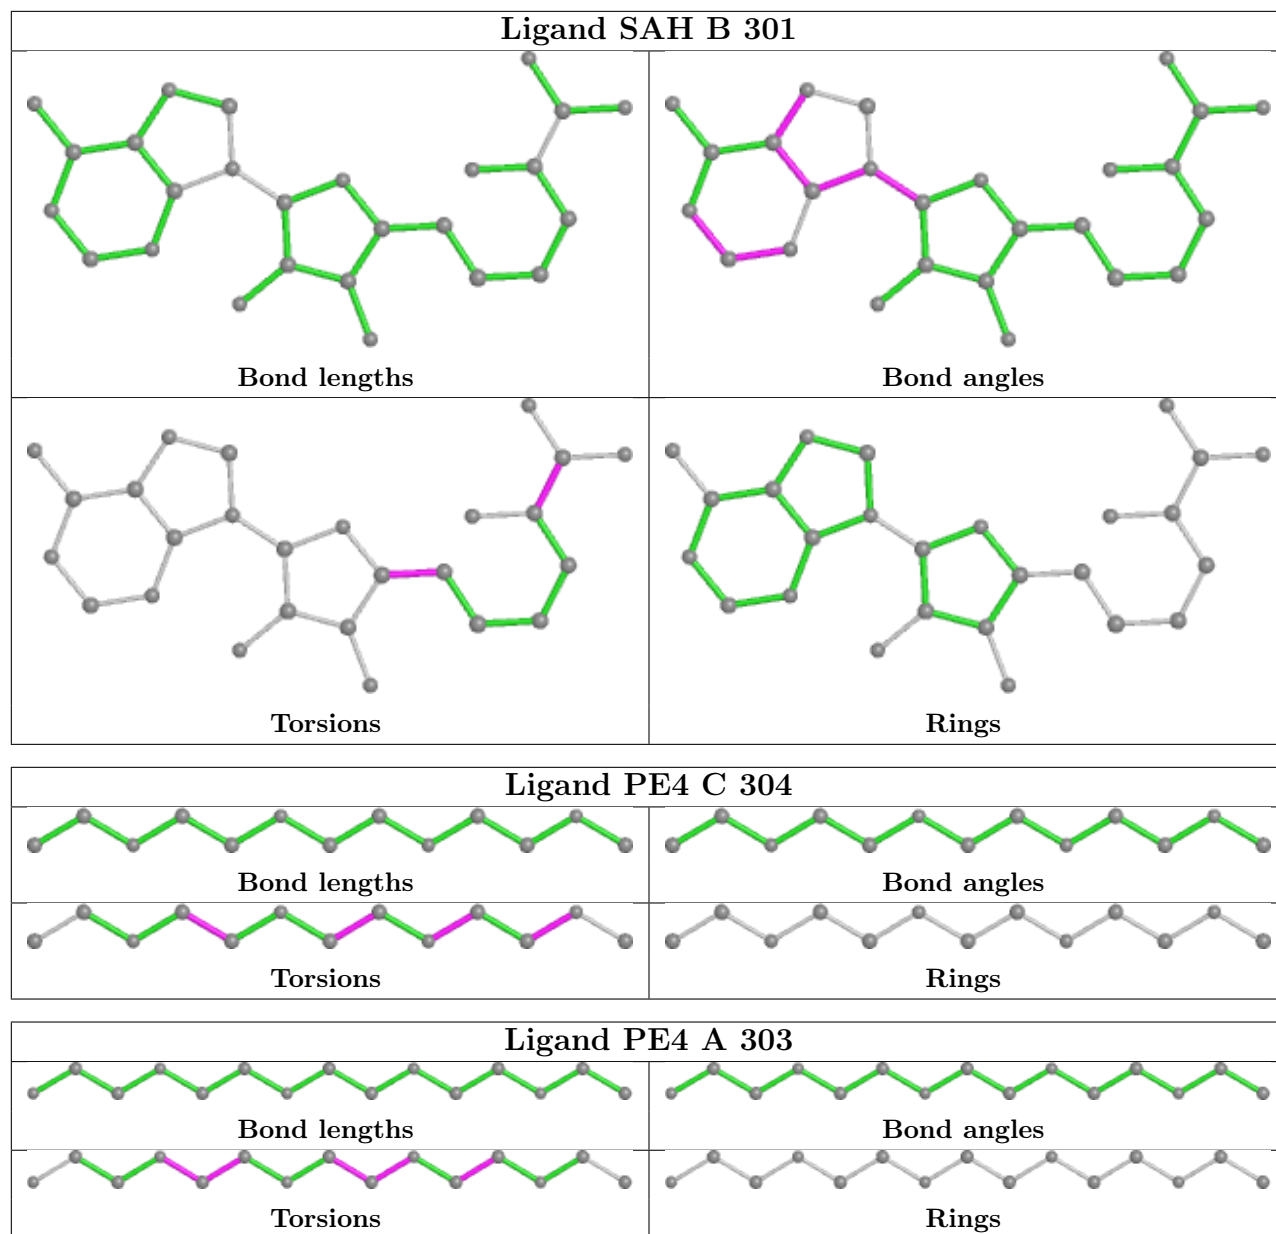 Ligand SAH B 301
Bond lengths
Bond angles
Torsions
Rings
Ligand PE4 C 304
Bond lengths
Bond angles
Torsions
Rings
Ligand PE4 A 303
Bond lengths
Bond angles
Torsions
Rings